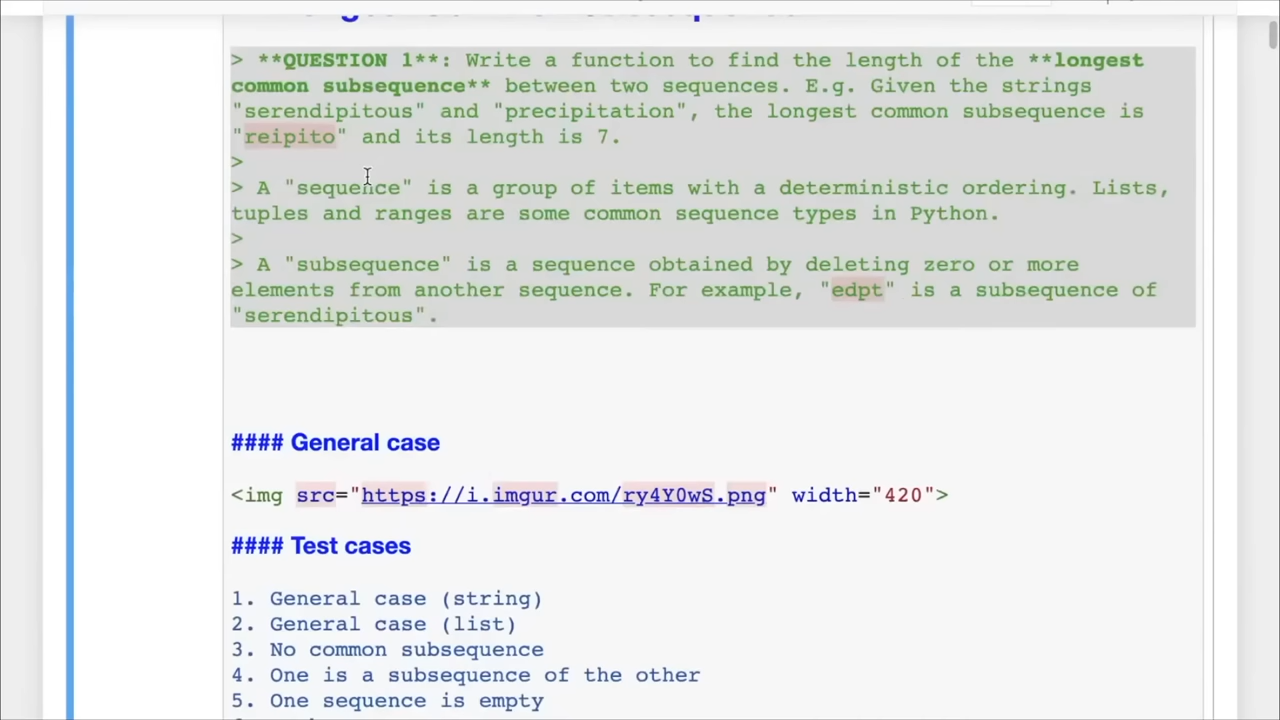 > **QUESTION 1**: Write a function to find the length of the **longest
common subsequence** between two sequences. E.g. Given the strings
"serendipitous" and "precipitation", the longest common subsequence is
"reipito" and its length is 7.
>
> A "sequence" is a group of items with a deterministic ordering. Lists,
tuples and ranges are some common sequence types in Python.
>
> A "subsequence" is a sequence obtained by deleting zero or more
elements from another sequence. For example, "edpt" is a subsequence of
"serendipitous".
#### General case
<img src="https://i.imgur.com/ry4Y0wS.png" width="420">
#### Test cases
1. General case (string)
2. General case (list)
3. No common subsequence
4. One is a subsequence of the other
5. One sequence is empty